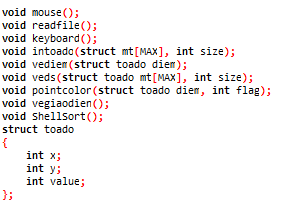 void mouse();
void readfile();
void keyboard();
void intoado(struct mt[MAX], int size);
void vediem(struct toado diem);
void veds(struct toado mt[MAX], int size);
void pointcolor(struct toado diem, int flag);
void vegiaodien();
void ShellSort();
struct toado
{
    int x;
    int y;
    int value;
};